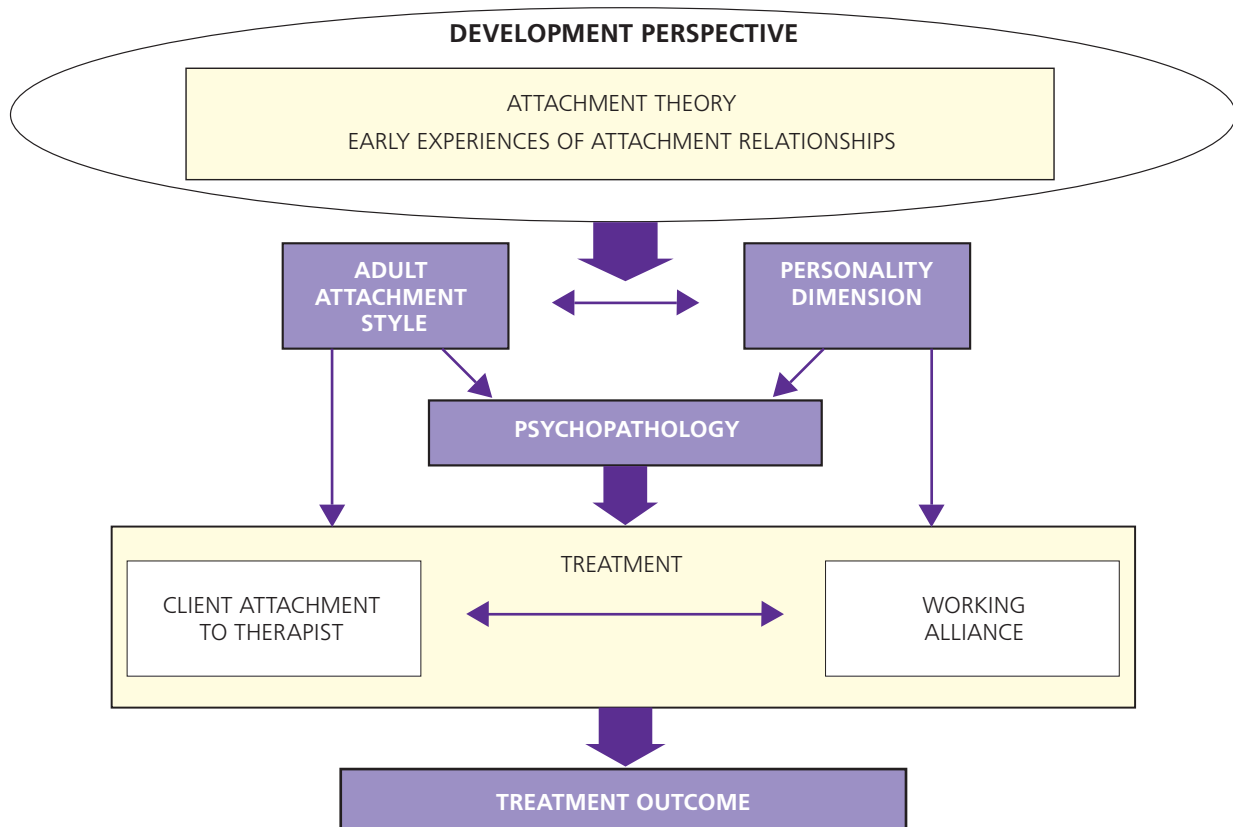 DEVELOPMENT PERSPECTIVE
ATTACHMENT THEORY
EARLY EXPERIENCES OF ATTACHMENT RELATIONSHIPS
ADULT
ATTACHMENT
STYLE
PERSONALITY
DIMENSION
PSYCHOPATHOLOGY
TREATMENT
CLIENT ATTACHMENT
TO THERAPIST
WORKING
ALLIANCE
TREATMENT OUTCOME